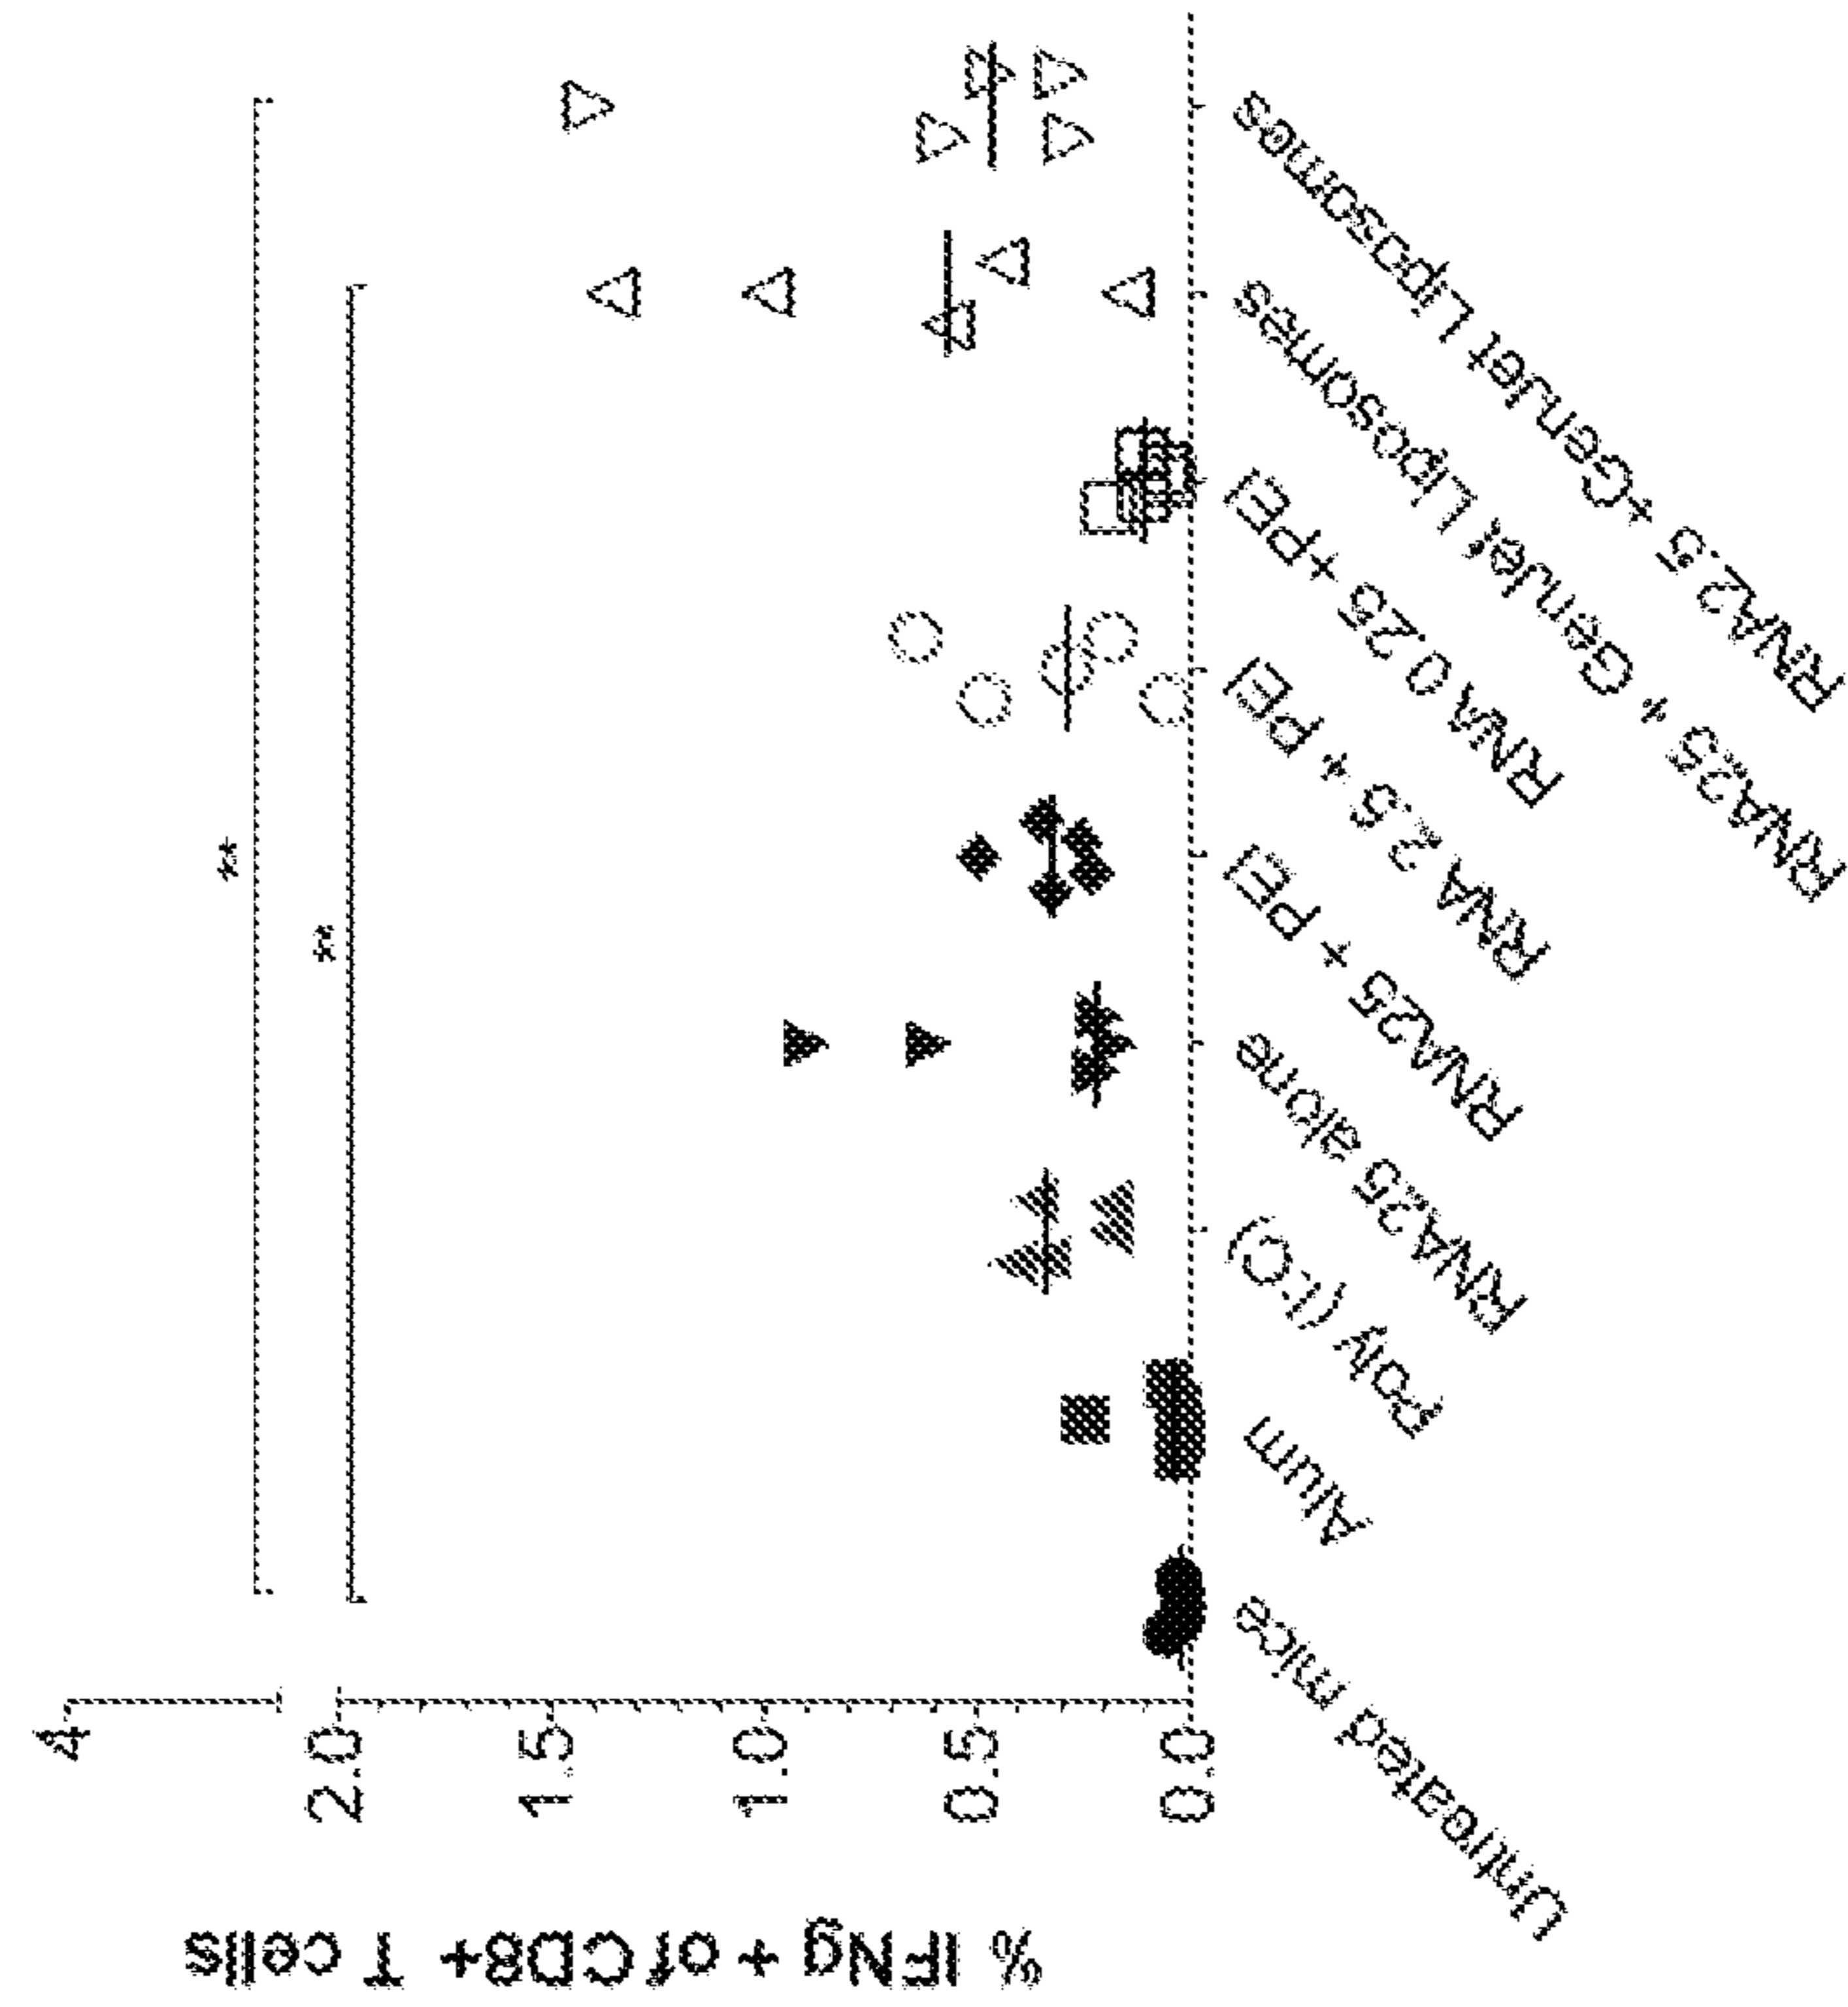 % IFNg + of CD8+ T cells
4
2.0
1.5
1.0
0.5
0.0
**
**
Untreated mice
Alum
Poly (I:C)
RNA25 alone
RNA25 + PEI
RNA 2.5 + PEI
RNA 0.25 +PEI
RNA25 + GenJet Liposomes
RNA2.5 +GenJet Liposomes